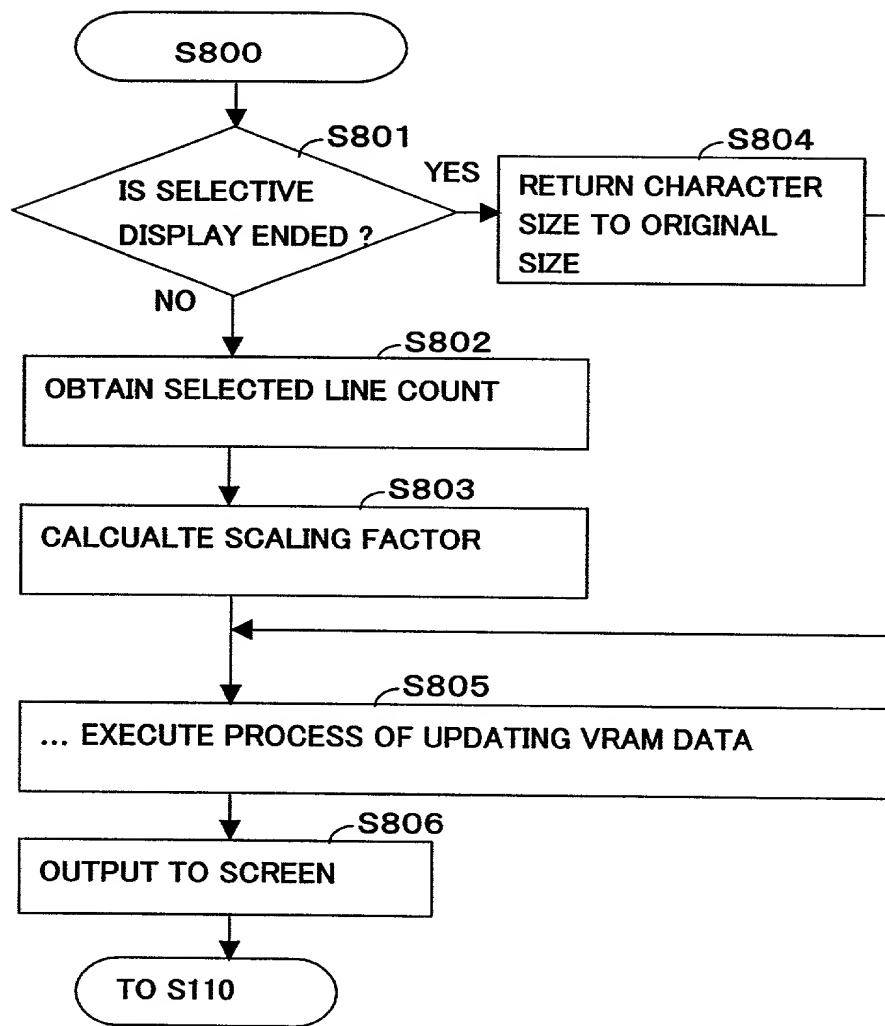 S800
S801
IS SELECTIVE
DISPLAY ENDED ?
YES
NO
S804
RETURN CHARACTER
SIZE TO ORIGINAL
SIZE
S802
OBTAIN SELECTED LINE COUNT
S803
CALCUALTE SCALING FACTOR
S805
... EXECUTE PROCESS OF UPDATING VRAM DATA
S806
OUTPUT TO SCREEN
TO S110